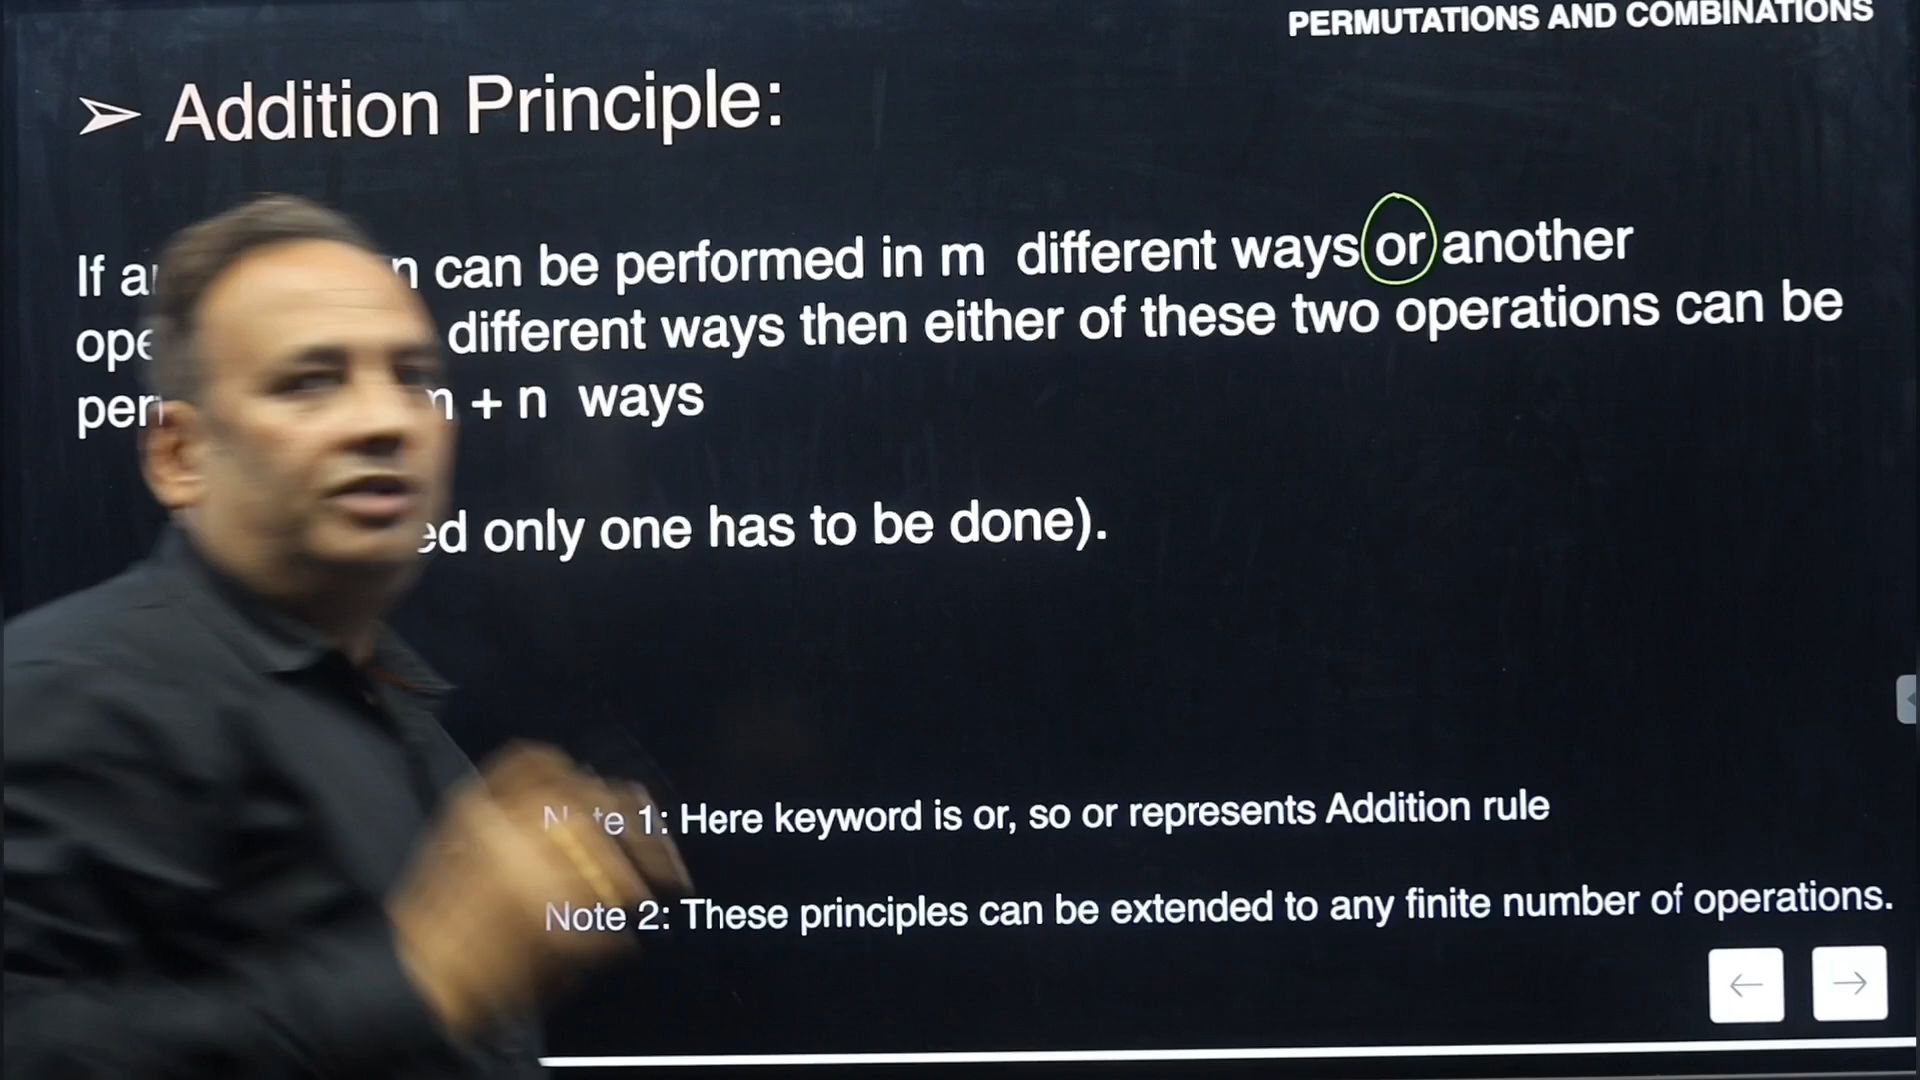 PERMUTATIONS AND COMBINATIONS
➢ Addition Principle:
If can be performed in m different ways or another
different ways then either of these two operations can be
+ n ways
only one has to be done).
Note 1: Here keyword is or, so or represents Addition rule
Note 2: These principles can be extended to any finite number of operations.